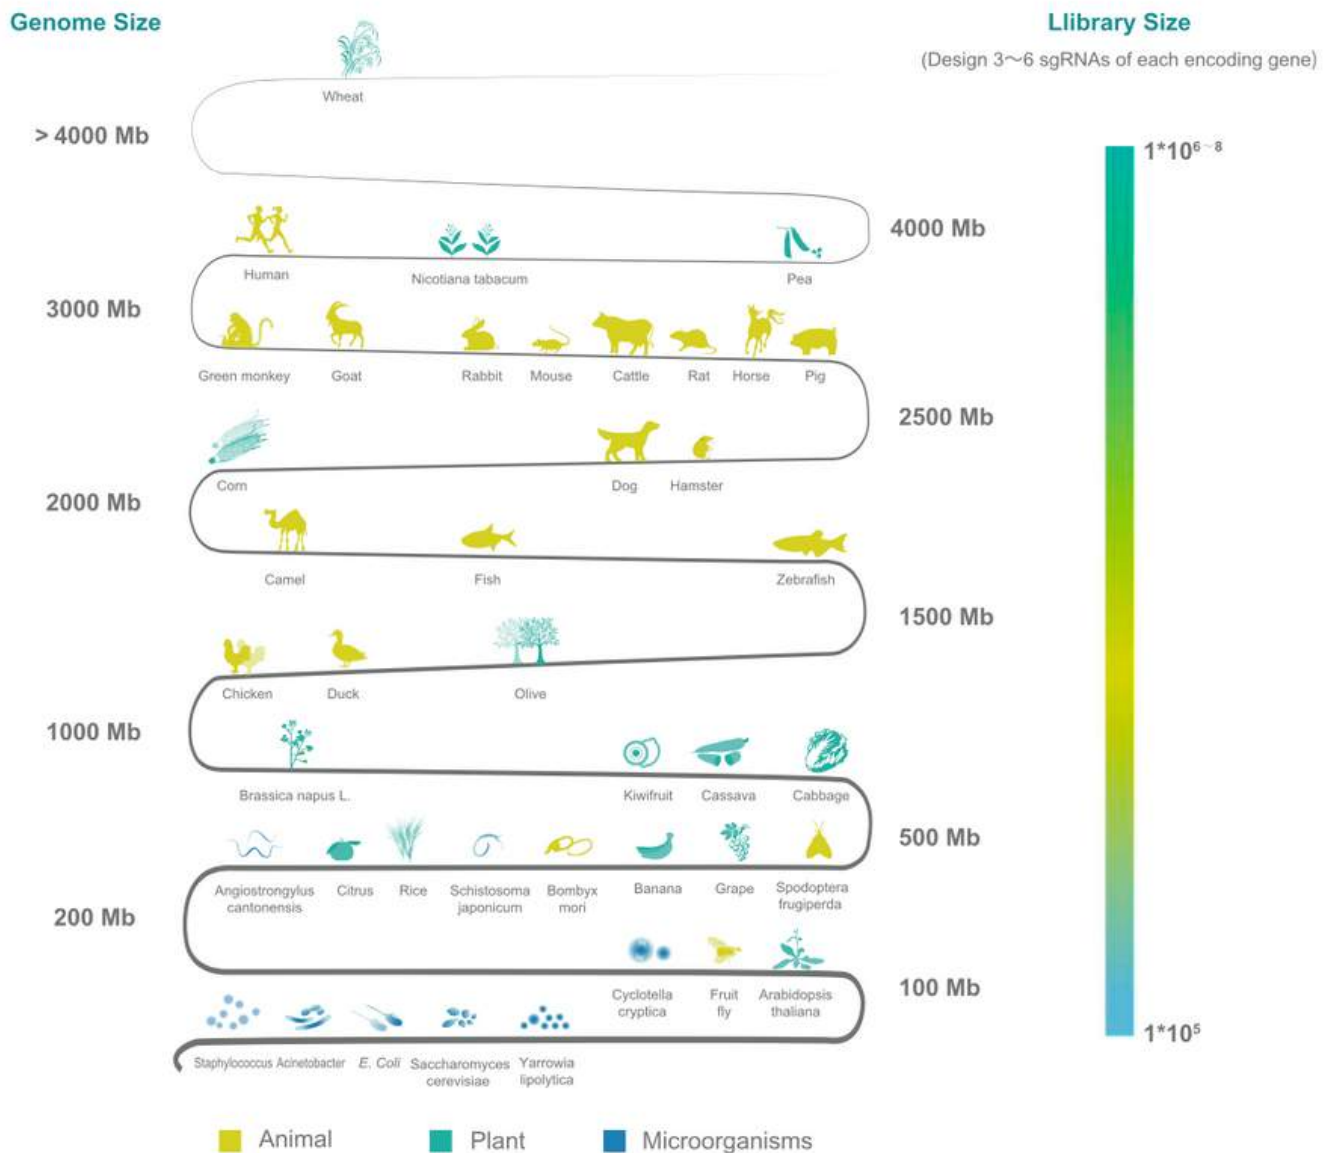 Genome Size
Llibrary Size
(Design 3～6 sgRNAs of each encoding gene)
Wheat
> 4000 Mb
1*10⁶~⁸
4000 Mb
Human
Nicotiana tabacum
Pea
3000 Mb
Green monkey
Goat
Rabbit
Mouse
Cattle
Rat
Horse
Pig
2500 Mb
Corn
Dog
Hamster
2000 Mb
Camel
Fish
Zebrafish
1500 Mb
Chicken
Duck
Olive
1000 Mb
Brassica napus L.
Kiwifruit
Cassava
Cabbage
500 Mb
Angiostrongylus
cantonensis
Citrus
Rice
Schistosoma
japonicum
Bombyx
mori
Banana
Grape
Spodoptera
frugiperda
200 Mb
Cyclotella
cryptica
Fruit
fly
Arabidopsis
thaliana
100 Mb
1*10⁵
Staphylococcus
Acinetobacter
E. Coli
Saccharomyces
cerevisiae
Yarrowia
lipolytica
Animal
Plant
Microorganisms